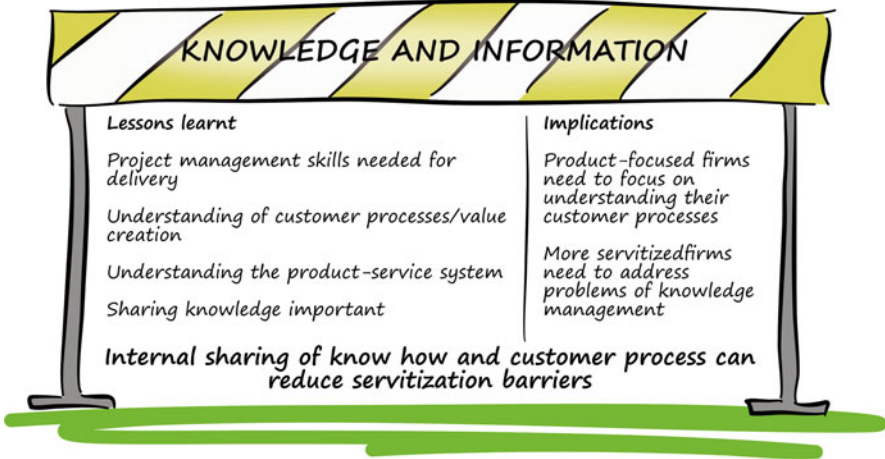 KNOWLEDGE AND INFORMATION
Lessons learnt
Project management skills needed for
delivery
Understanding of customer processes/value
creation
Understanding the product-service system
Sharing knowledge important
Implications
Product-focused firms
need to focus on
understanding their
customer processes
More servitizedfirms
need to address
problems of knowledge
management
Internal sharing of know how and customer process can
reduce servitization barriers